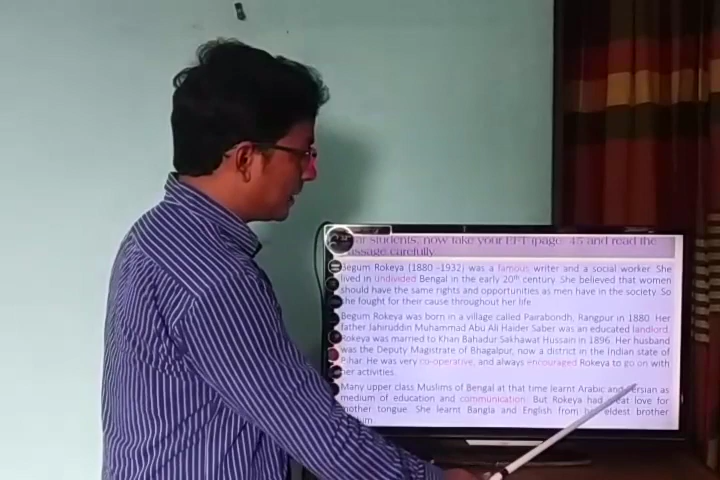 students, now take your EFT (page: 45 and read the
passage carefully
Begum Rokeya (1880 –1932) was a famous writer and a social worker. She
lived in undivided Bengal in the early 20th century. She believed that women
should have the same rights and opportunities as men have in the society. So
she fought for their cause throughout her life.
Begum Rokeya was born in a village called Pairabondh, Rangpur in 1880. Her
father Jahiruddin Muhammad Abu Ali Haider Saber was an educated landlord.
Rokeya was married to Khan Bahadur Sakhawat Hussain in 1896. Her husband
was the Deputy Magistrate of Bhagalpur, now a district in the Indian state of
Bihar. He was very co-operative, and always encouraged Rokeya to go on with
her activities.
Many upper class Muslims of Bengal at that time learnt Arabic and Persian as
medium of education and communication. But Rokeya had great love for
mother tongue. She learnt Bangla and English from her eldest brother